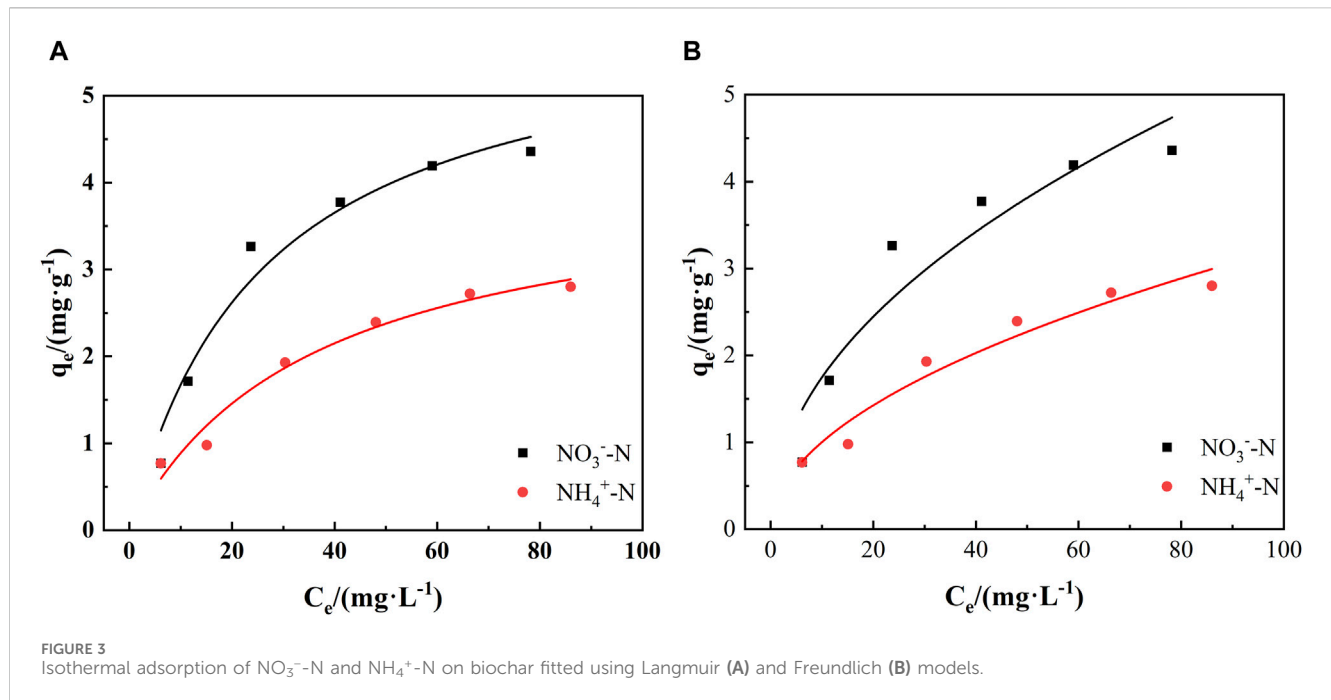 A
B
5
4
3
2
1
0
qₑ/(mg·g⁻¹)
NO₃⁻-N
NH₄⁺-N
0 20 40 60 80 100
Cₑ/(mg·L⁻¹)
5
4
3
2
1
0
qₑ/(mg·g⁻¹)
NO₃⁻-N
NH₄⁺-N
0 20 40 60 80 100
Cₑ/(mg·L⁻¹)
FIGURE 3
Isothermal adsorption of NO₃⁻-N and NH₄⁺-N on biochar fitted using Langmuir (A) and Freundlich (B) models.